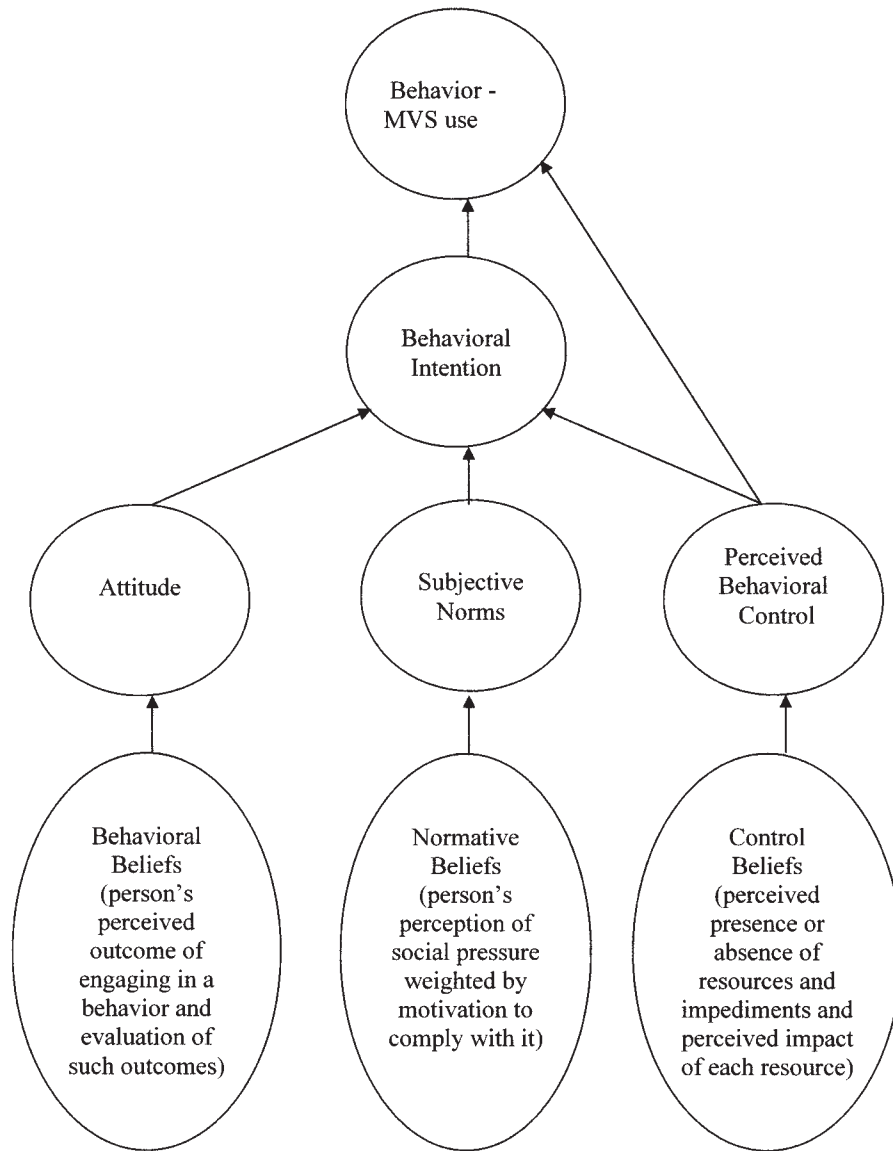 Behavior -
MVS use
Behavioral
Intention
Attitude
Subjective
Norms
Perceived
Behavioral
Control
Behavioral
Beliefs
(person's
perceived
outcome of
engaging in a
behavior and
evaluation of
such outcomes)
Normative
Beliefs
(person's
perception of
social pressure
weighted by
motivation to
comply with it)
Control
Beliefs
(perceived
presence or
absence of
resources and
impediments and
perceived impact
of each resource)